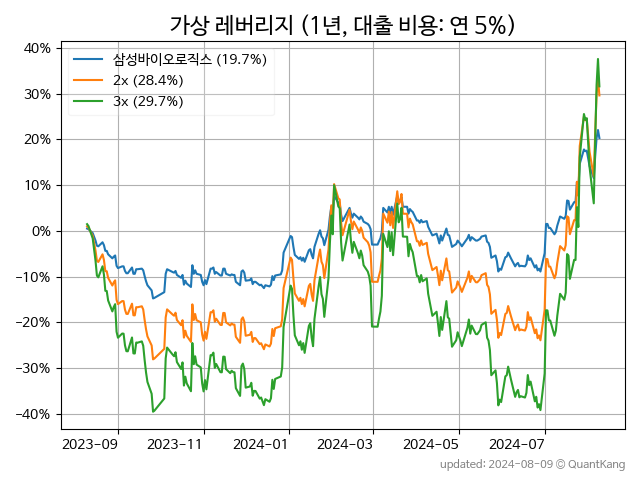 가상 레버리지 (1년, 대출 비용: 연 5%)
삼성바이오로직스 (19.7%)
2x (28.4%)
3x (29.7%)
40%
30%
20%
10%
0%
−10%
−20%
−30%
−40%
2023-09 2023-11 2024-01 2024-03 2024-05 2024-07
updated: 2024-08-09 © QuantKang